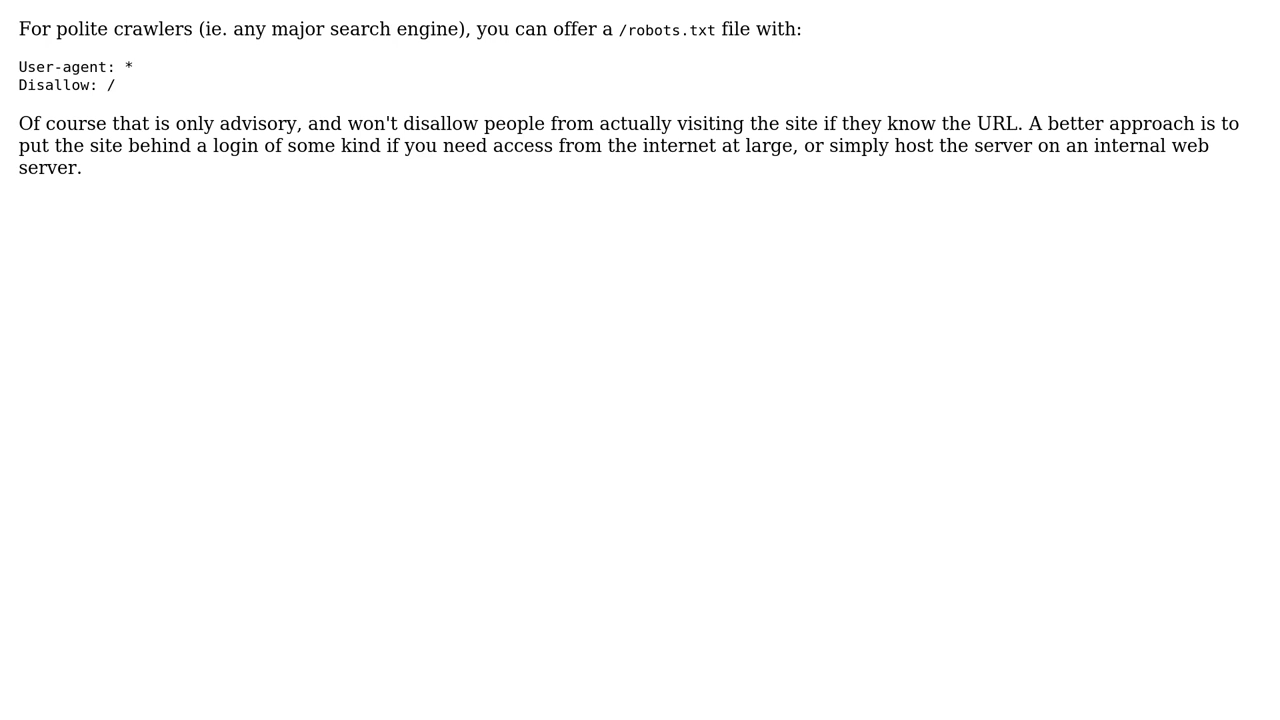 For polite crawlers (ie. any major search engine), you can offer a /robots.txt file with:
User-agent: *
Disallow: /
Of course that is only advisory, and won't disallow people from actually visiting the site if they know the URL. A better approach is to
put the site behind a login of some kind if you need access from the internet at large, or simply host the server on an internal web
server.